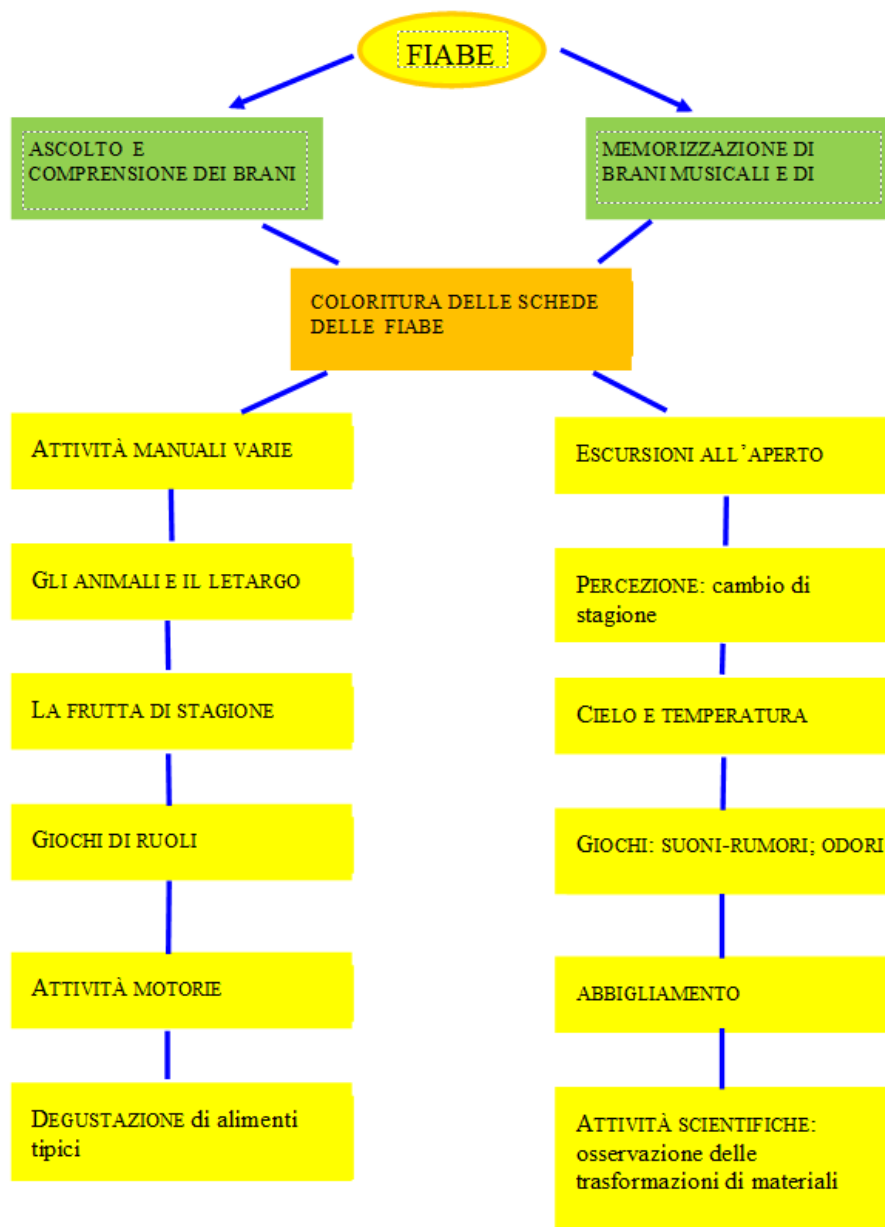 FIABE
ASCOLTO E
COMPRENSIONE DEI BRANI
MEMORIZZAZIONE DI
BRANI MUSICALI E DI
COLORITURA DELLE SCHEDE
DELLE FIABE
ATTIVITÀ MANUALI VARIE
ESCURSIONI ALL'APERTO
GLI ANIMALI E IL LETARGO
PERCEZIONE: cambio di
stagione
LA FRUTTA DI STAGIONE
CIELO E TEMPERATURA
GIOCHI DI RUOLI
GIOCHI: SUONI-RUMORI; ODORI
ATTIVITÀ MOTORIE
ABBIGLIAMENTO
DEGUSTAZIONE di alimenti
tipici
ATTIVITÀ SCIENTIFICHE:
osservazione delle
trasformazioni di materiali